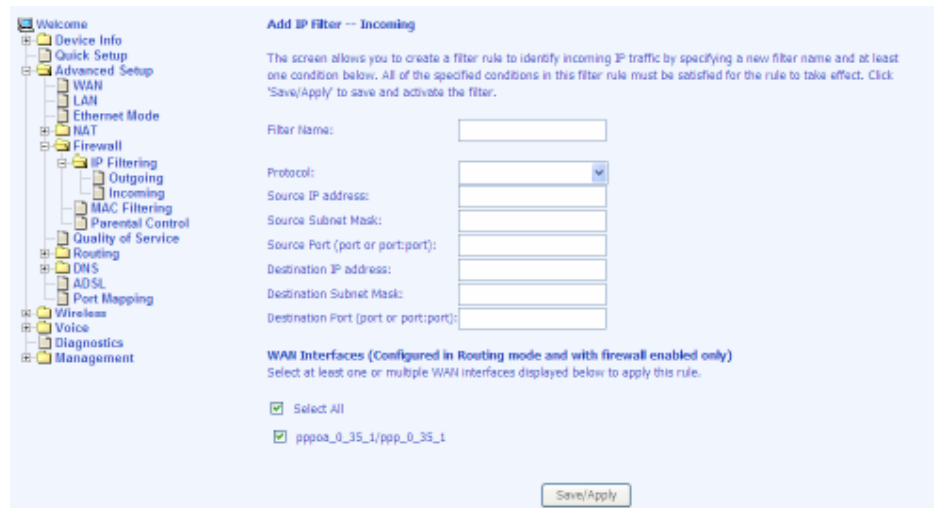 Welcome
Device Info
Quick Setup
Advanced Setup
WAN
LAN
Ethernet Mode
NAT
Firewall
IP Filtering
Outgoing
Incoming
MAC Filtering
Parental Control
Quality of Service
Routing
DNS
ADSL
Port Mapping
Wireless
Voice
Diagnostics
Management
Add IP Filter -- Incoming
The screen allows you to create a filter rule to identify incoming IP traffic by specifying a new filter name and at least
one condition below. All of the specified conditions in this filter rule must be satisfied for the rule to take effect. Click
'Save/Apply' to save and activate the filter.
Filter Name:
Protocol:
Source IP address:
Source Subnet Mask:
Source Port (port or port:port):
Destination IP address:
Destination Subnet Mask:
Destination Port (port or port:port):
WAN Interfaces (Configured in Routing mode and with firewall enabled only)
Select at least one or multiple WAN interfaces displayed below to apply this rule.
Select All
pppoa_0_35_1/ppp_0_35_1
Save/Apply